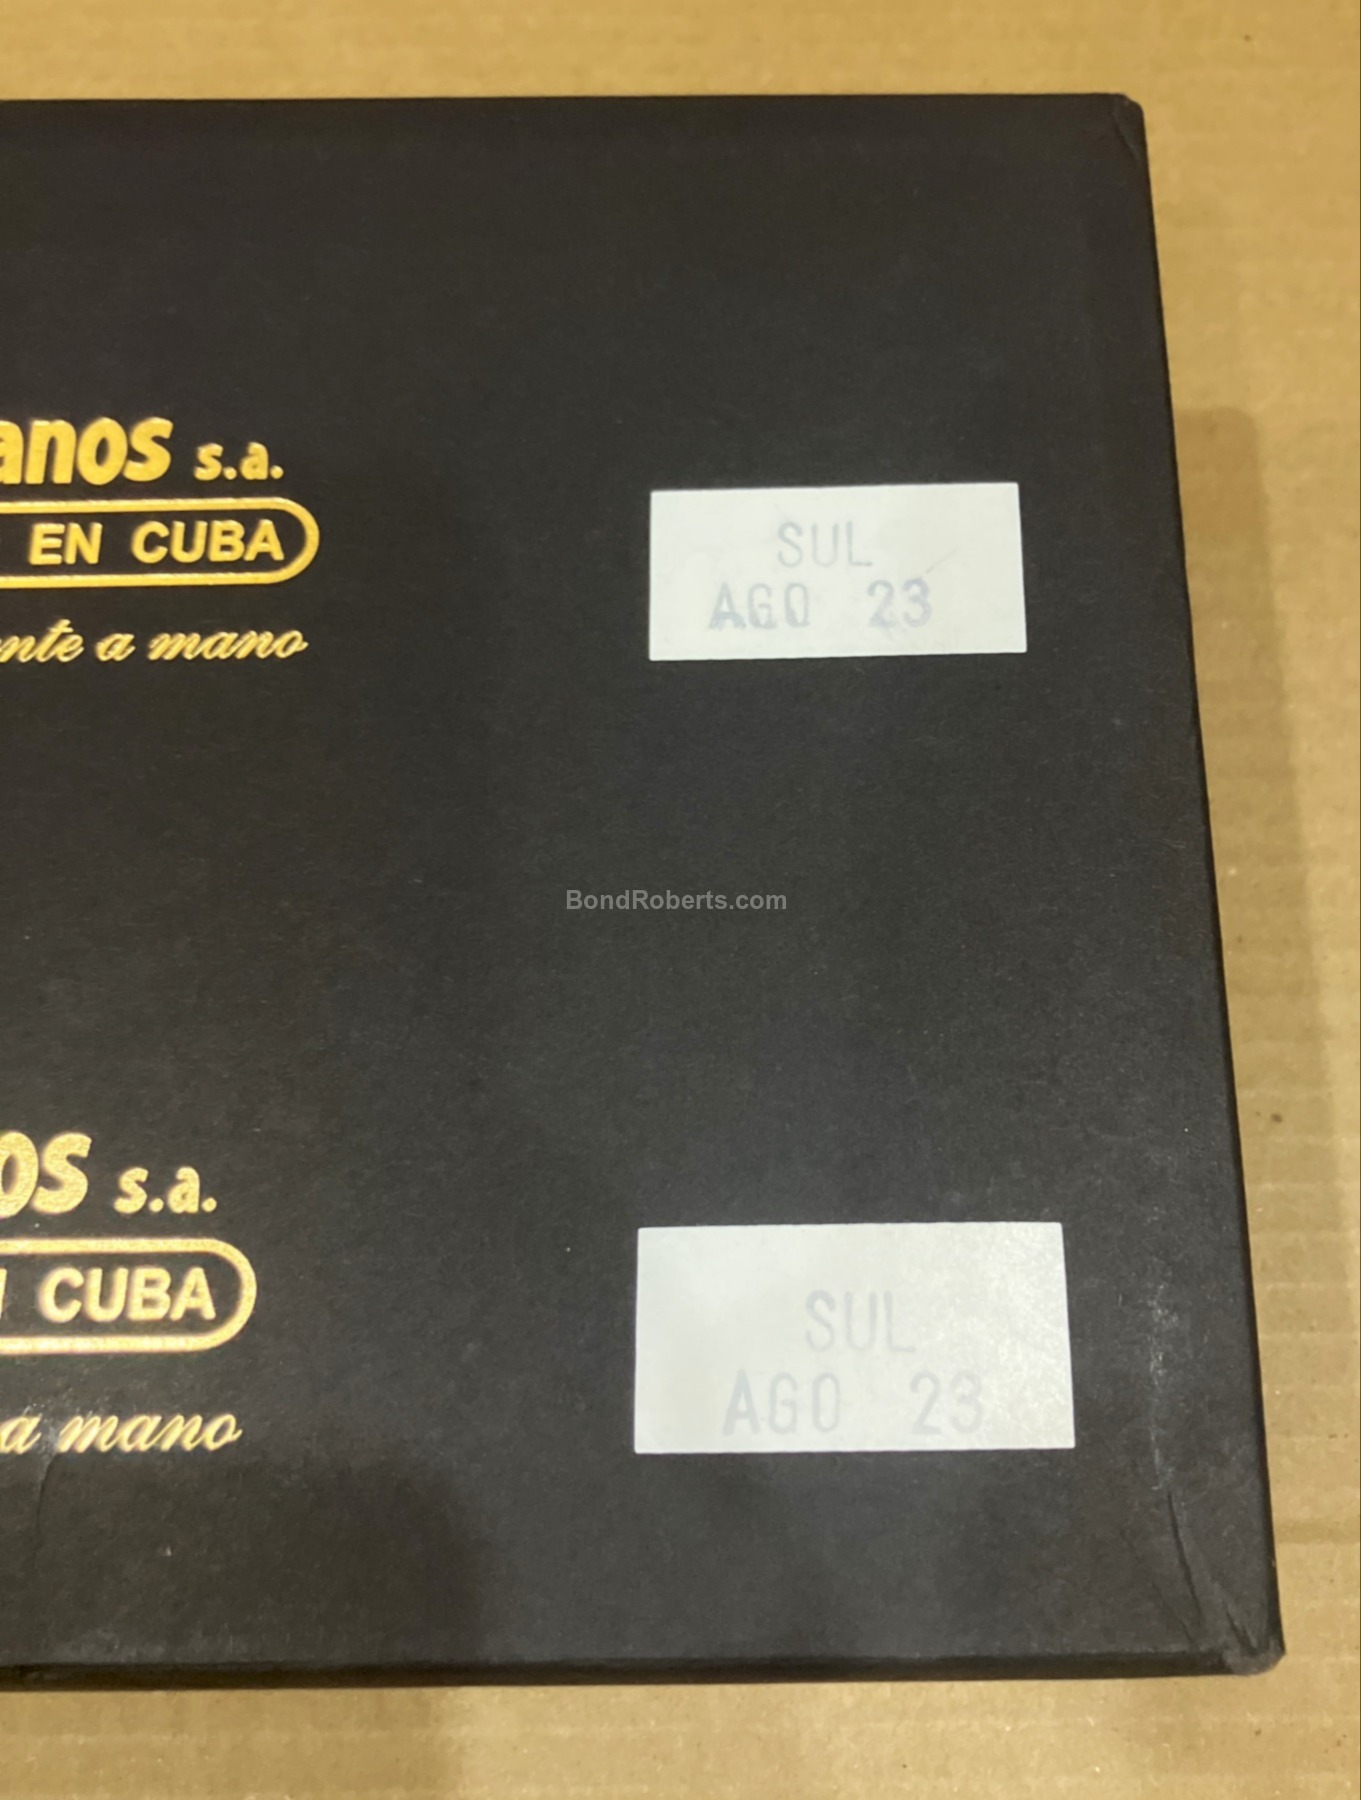 anos s.a.
EN CUBA
nte a mano
SUL
AGO 23
BondRoberts.com
os s.a.
CUBA
a mano
SUL
AGO 23